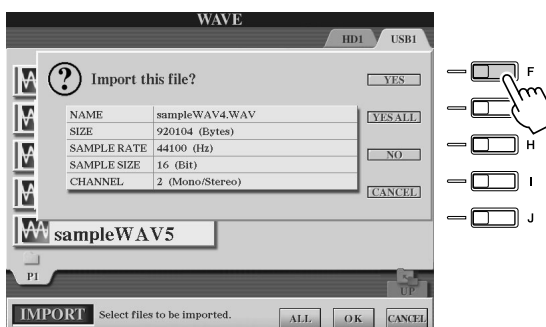 WAVE
HD1 USB1
Import this file?
YES
NAME sampleWAV4.WAV
SIZE 920104 (Bytes)
SAMPLE RATE 44100 (Hz)
SAMPLE SIZE 16 (Bit)
CHANNEL 2 (Mono/Stereo)
YES ALL
NO
CANCEL
sampleWAV5
P1
UP
IMPORT Select files to be imported. ALL OK CANCEL
F
H
I
J